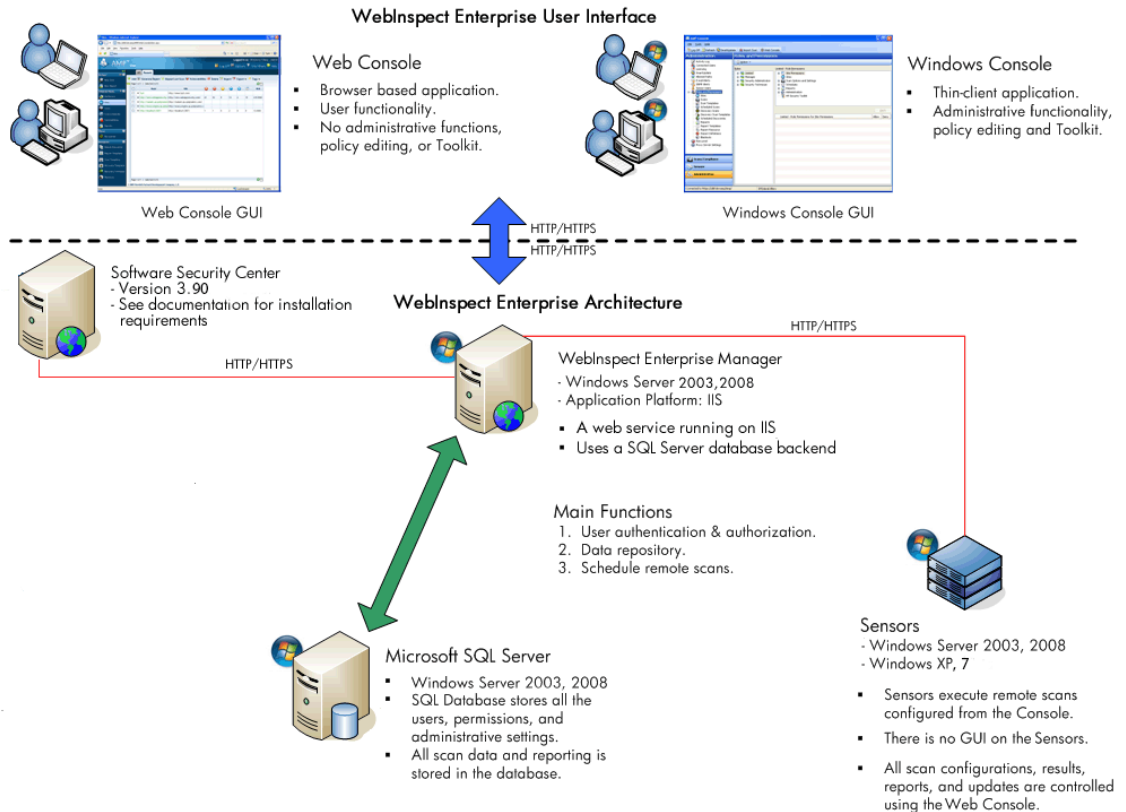 WebInspect Enterprise User Interface
Web Console
▪ Browser based application.
▪ User functionality.
▪ No administrative functions,
policy editing, or Toolkit.
Web Console GUI
Windows Console
▪ Thin-client application.
▪ Administrative functionality,
policy editing and Toolkit.
Windows Console GUI
HTTP/HTTPS
HTTP/HTTPS
Software Security Center
- Version 3.90
- See documentation for installation
requirements
WebInspect Enterprise Architecture
HTTP/HTTPS
HTTP/HTTPS
WebInspect Enterprise Manager
- Windows Server 2003,2008
- Application Platform: IIS
▪ A web service running on IIS
▪ Uses a SQL Server database backend
Main Functions
1. User authentication & authorization.
2. Data repository.
3. Schedule remote scans.
Microsoft SQL Server
▪ Windows Server 2003, 2008
▪ SQL Database stores all the
users, permissions, and
administrative settings.
▪ All scan data and reporting is
stored in the database.
Sensors
- Windows Server 2003, 2008
- Windows XP, 7
▪ Sensors execute remote scans
configured from the Console.
▪ There is no GUI on the Sensors.
▪ All scan configurations, results,
reports, and updates are controlled
using the Web Console.